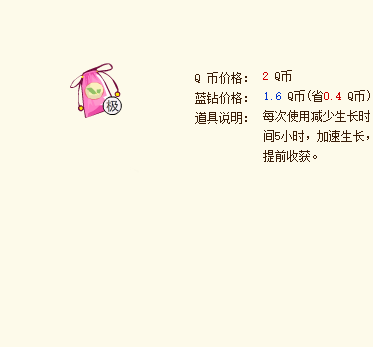 极
Q 币价格： 2 Q币
蓝钻价格： 1.6 Q币(省0.4 Q币)
道具说明： 每次使用减少生长时
间5小时，加速生长，
提前收获。